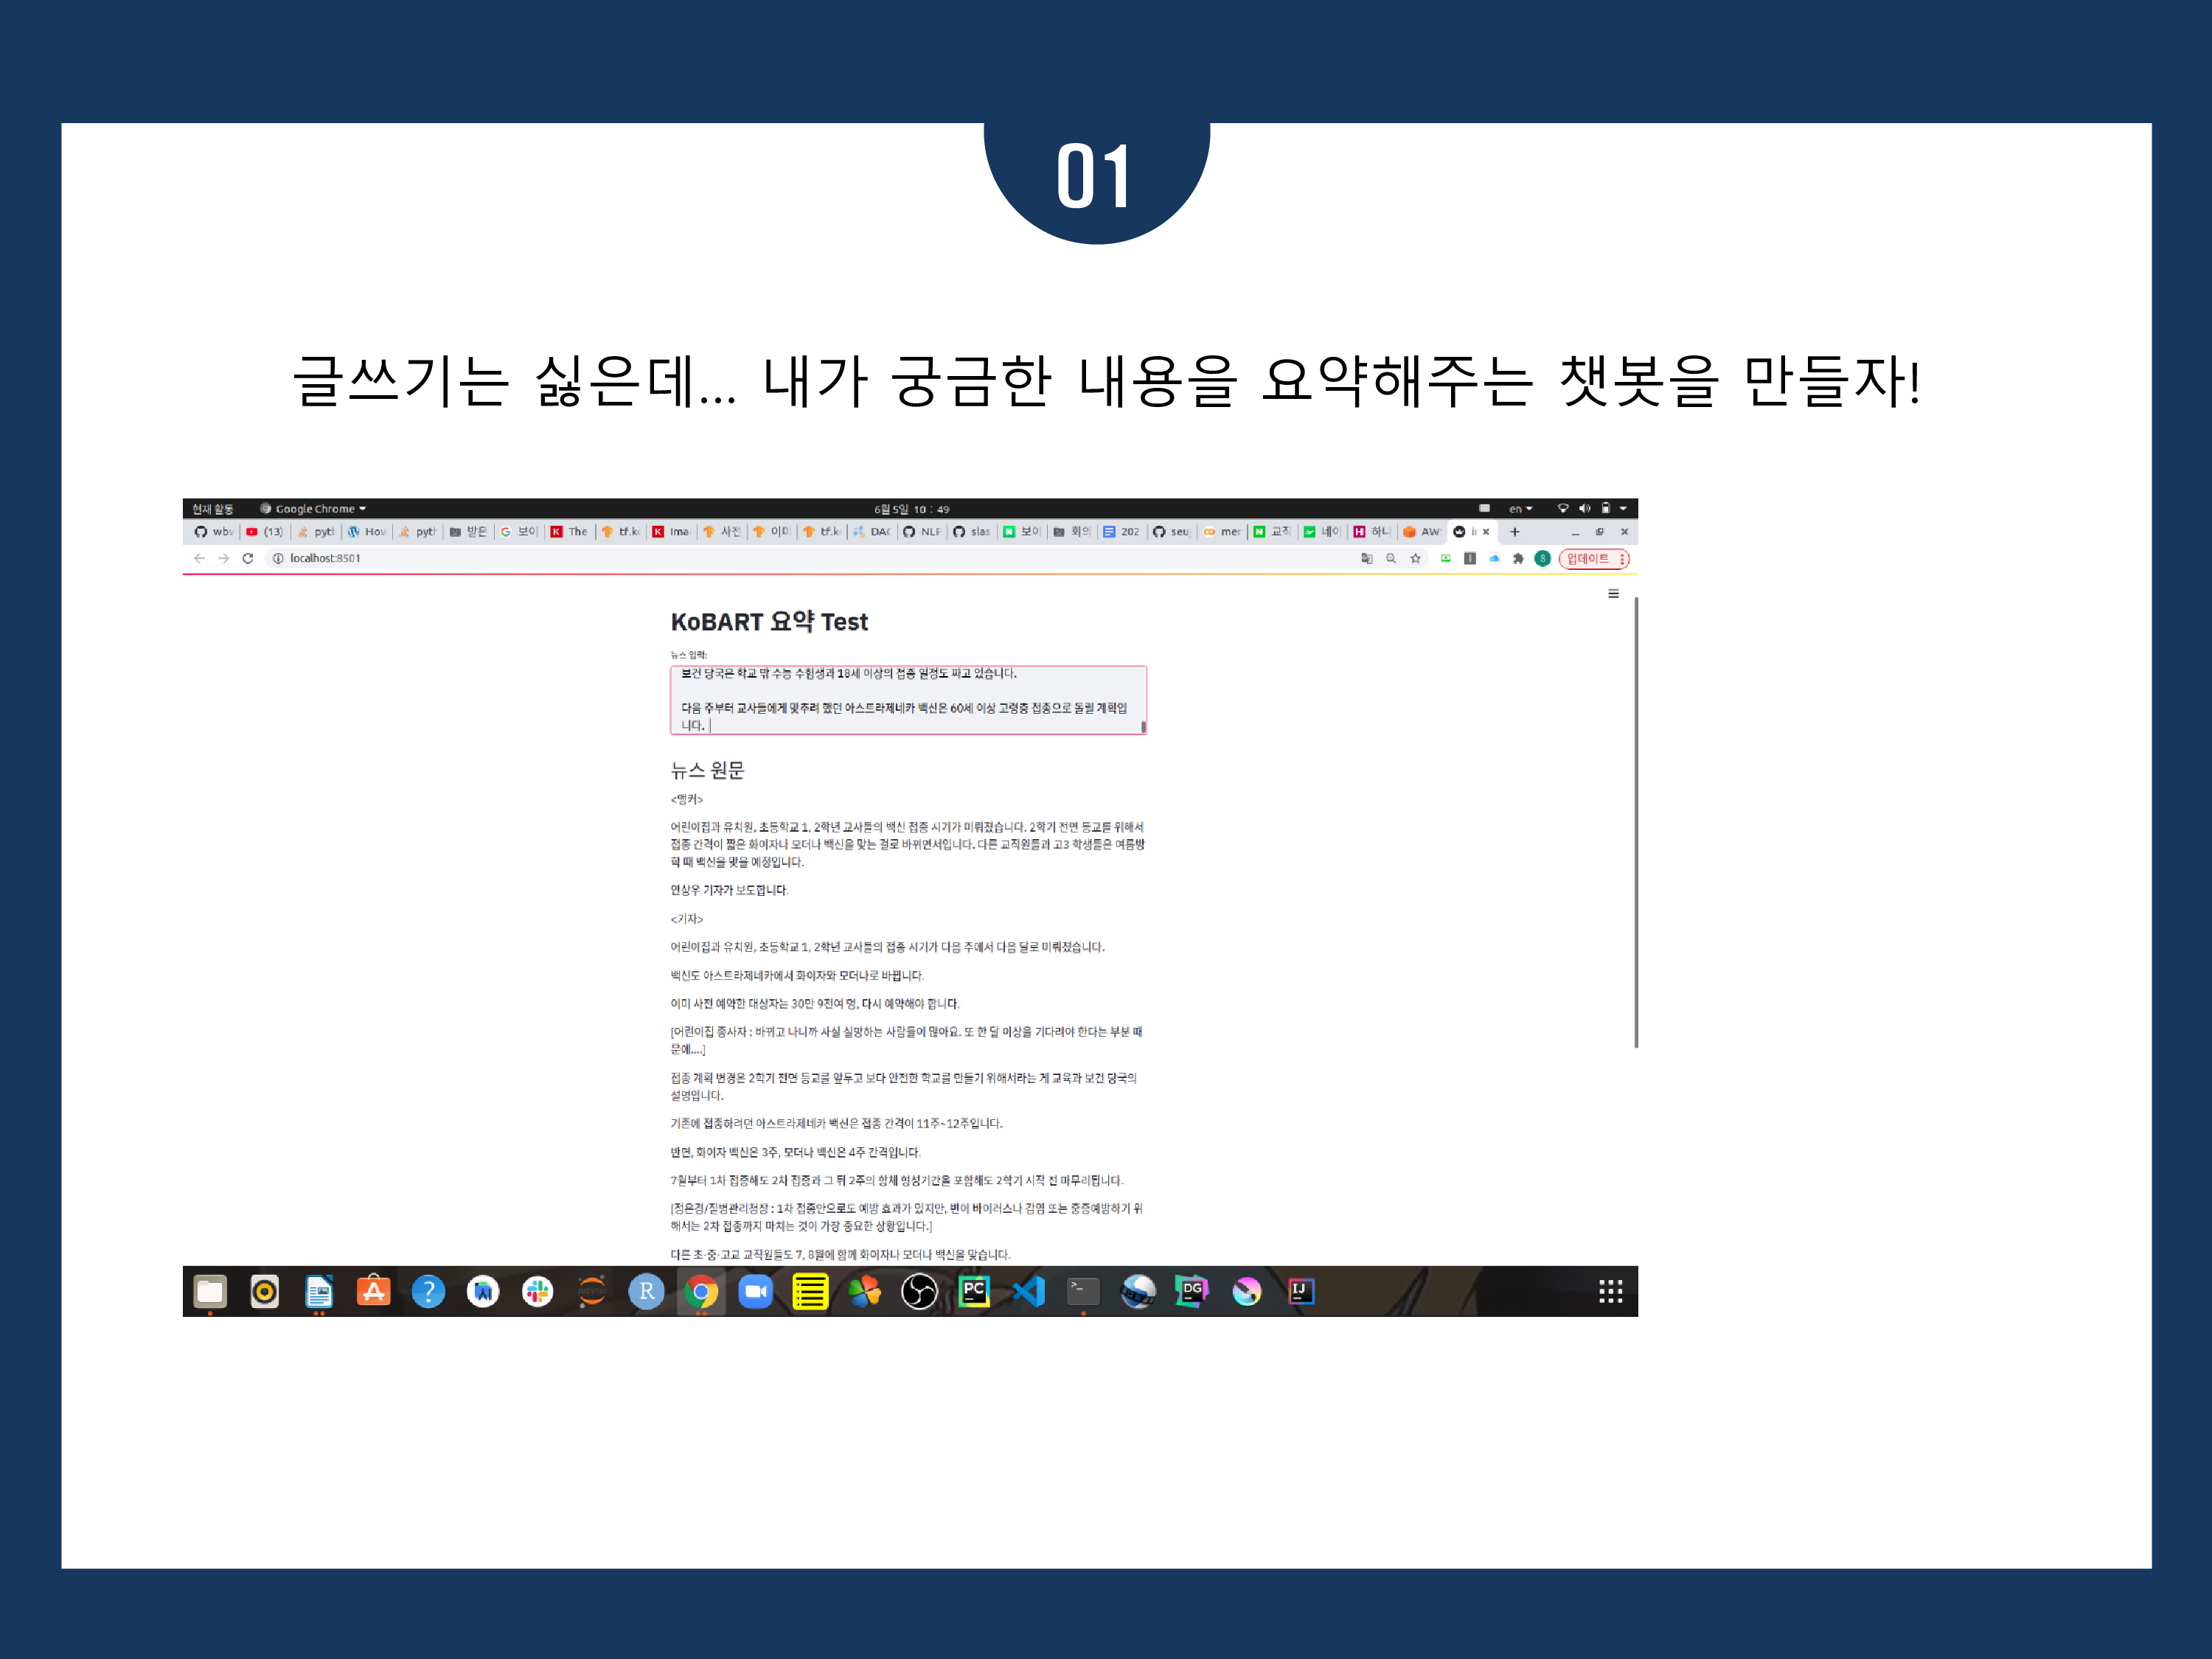 01
글쓰기는 싫은데... 내가 궁금한 내용을 요약해주는 챗봇을 만들자!
현재 활동 Google Chrome 6월 5일 10 : 49 en
wbv (13) pytl How pytl 받은 보이 The tf.k Ima 사전 이미 tf.k DAC NLF slas 보이 회의 202 seu mer 교직 네이 하나 AW
localhost:8501 업데이트
KoBART 요약 Test
뉴스 입력:
보건 당국은 학교 밖 수능 수험생과 18세 이상의 접종 일정도 짜고 있습니다.
다음 주부터 교사들에게 맞추려 했던 아스트라제네카 백신은 60세 이상 고령층 접종으로 돌릴 계획입
니다.
뉴스 원문
<앵커>
어린이집과 유치원, 초등학교 1, 2학년 교사들의 백신 접종 시기가 미뤄졌습니다. 2학기 전면 등교를 위해서
접종 간격이 짧은 화이자나 모더나 백신을 맞는 걸로 바뀌면서입니다. 다른 교직원들과 고3 학생들은 여름방
학 때 백신을 맞을 예정입니다.
안상우 기자가 보도합니다.
<기자>
어린이집과 유치원, 초등학교 1, 2학년 교사들의 접종 시기가 다음 주에서 다음 달로 미뤄졌습니다.
백신도 아스트라제네카에서 화이자와 모더나로 바뀝니다.
이미 사전 예약한 대상자는 30만 9천여 명, 다시 예약해야 합니다.
[어린이집 종사자 : 바뀌고 나니까 사실 실망하는 사람들이 많아요. 또 한 달 이상을 기다려야 한다는 부분 때
문에....]
접종 계획 변경은 2학기 전면 등교를 앞두고 보다 안전한 학교를 만들기 위해서라는 게 교육과 보건 당국의
설명입니다.
기존에 접종하려던 아스트라제네카 백신은 접종 간격이 11주~12주입니다.
반면, 화이자 백신은 3주, 모더나 백신은 4주 간격입니다.
7월부터 1차 접종해도 2차 접종과 그 뒤 2주의 항체 형성기간을 포함해도 2학기 시작 전 마무리됩니다.
[정은경/질병관리청장 : 1차 접종만으로도 예방 효과가 있지만, 변이 바이러스나 감염 또는 중증예방하기 위
해서는 2차 접종까지 마치는 것이 가장 중요한 상황입니다.]
다른 초·중·고교 교직원들도 7, 8월에 함께 화이자나 모더나 백신을 맞습니다.